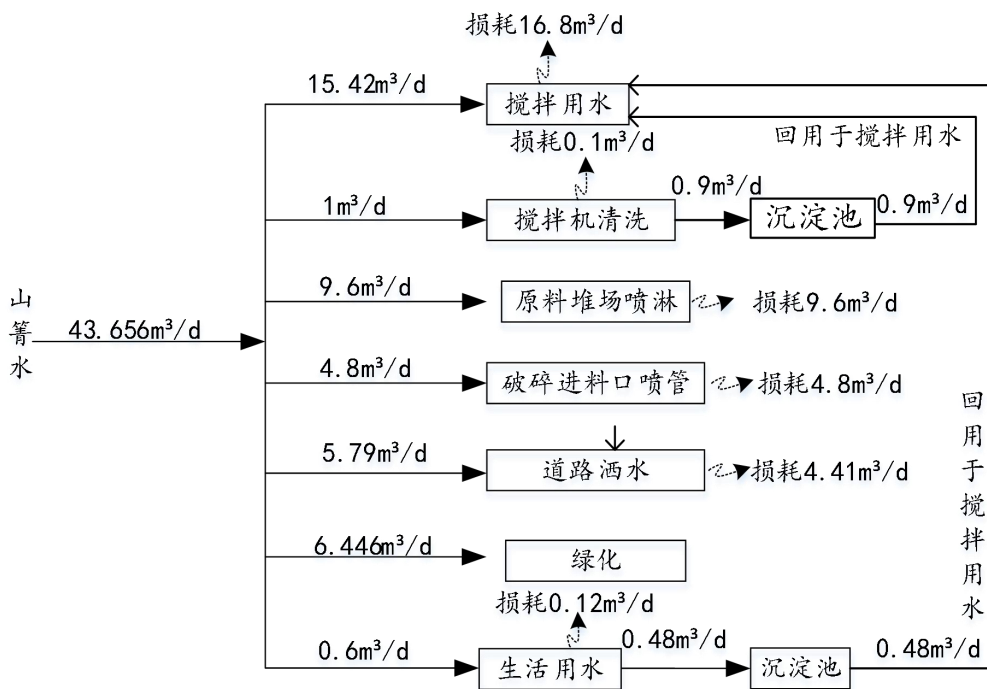 损耗16.8m³/d
15.42m³/d
搅拌用水
损耗0.1m³/d
回用于搅拌用水
1m³/d
搅拌机清洗
0.9m³/d
沉淀池
0.9m³/d
9.6m³/d
原料堆场喷淋
损耗9.6m³/d
山箐水
43.656m³/d
4.8m³/d
破碎进料口喷管
损耗4.8m³/d
5.79m³/d
道路洒水
损耗4.41m³/d
回用于搅拌用水
6.446m³/d
绿化
损耗0.12m³/d
0.6m³/d
生活用水
0.48m³/d
沉淀池
0.48m³/d